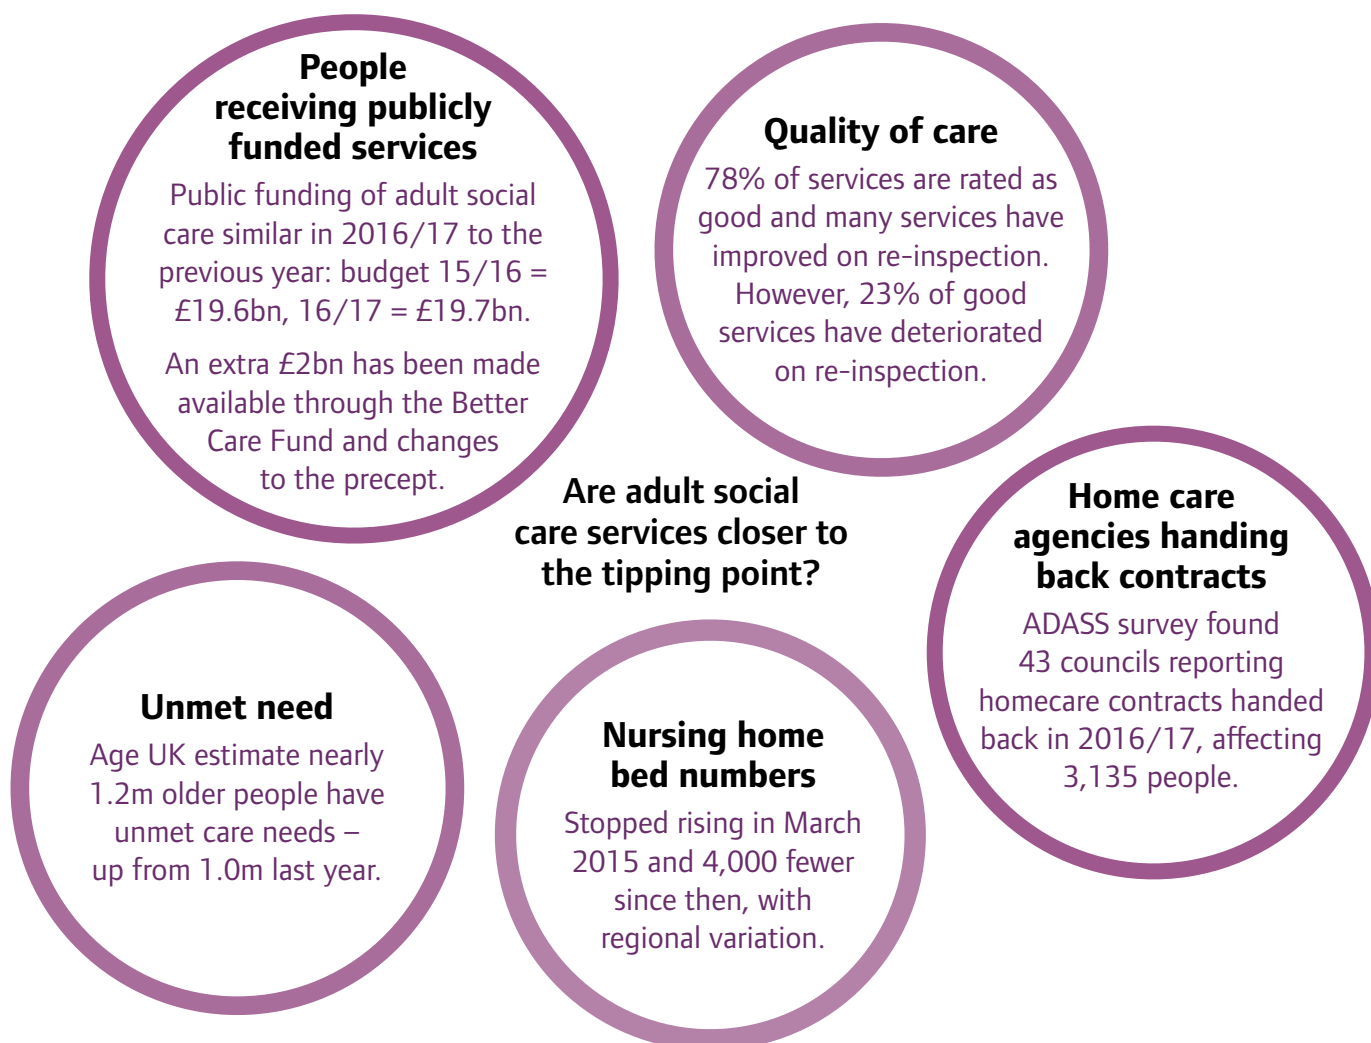 People
receiving publicly
funded services
Public funding of adult social
care similar in 2016/17 to the
previous year: budget 15/16 =
£19.6bn, 16/17 = £19.7bn.
An extra £2bn has been made
available through the Better
Care Fund and changes
to the precept.
Quality of care
78% of services are rated as
good and many services have
improved on re-inspection.
However, 23% of good
services have deteriorated
on re-inspection.
Are adult social
care services closer to
the tipping point?
Home care
agencies handing
back contracts
ADASS survey found
43 councils reporting
homecare contracts handed
back in 2016/17, affecting
3,135 people.
Unmet need
Age UK estimate nearly
1.2m older people have
unmet care needs –
up from 1.0m last year.
Nursing home
bed numbers
Stopped rising in March
2015 and 4,000 fewer
since then, with
regional variation.